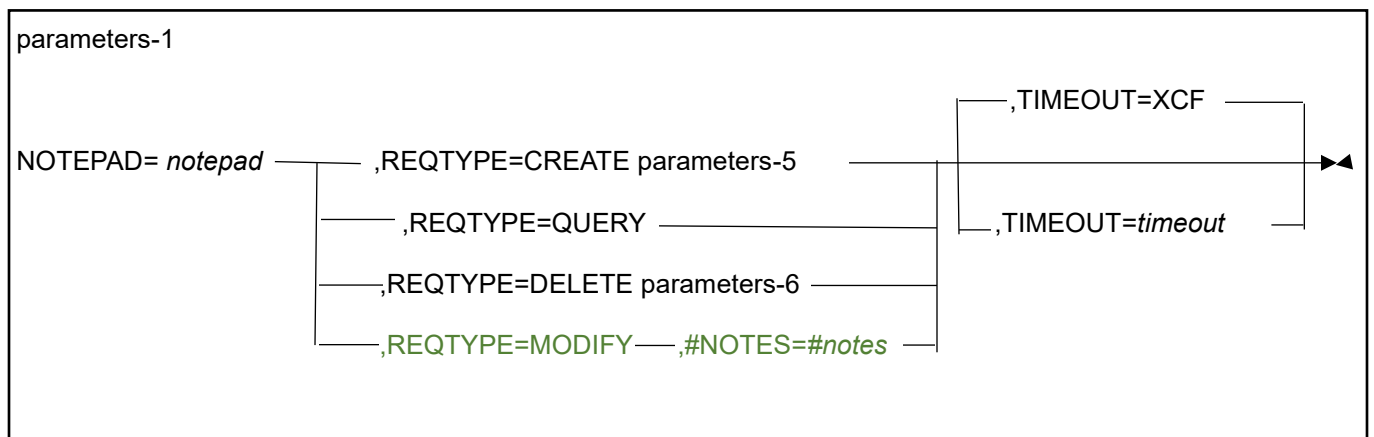 parameters-1
,TIMEOUT=XCF
NOTEPAD= notepad ,REQTYPE=CREATE parameters-5
,REQTYPE=QUERY ,TIMEOUT=timeout
,REQTYPE=DELETE parameters-6
,REQTYPE=MODIFY ,#NOTES=#notes